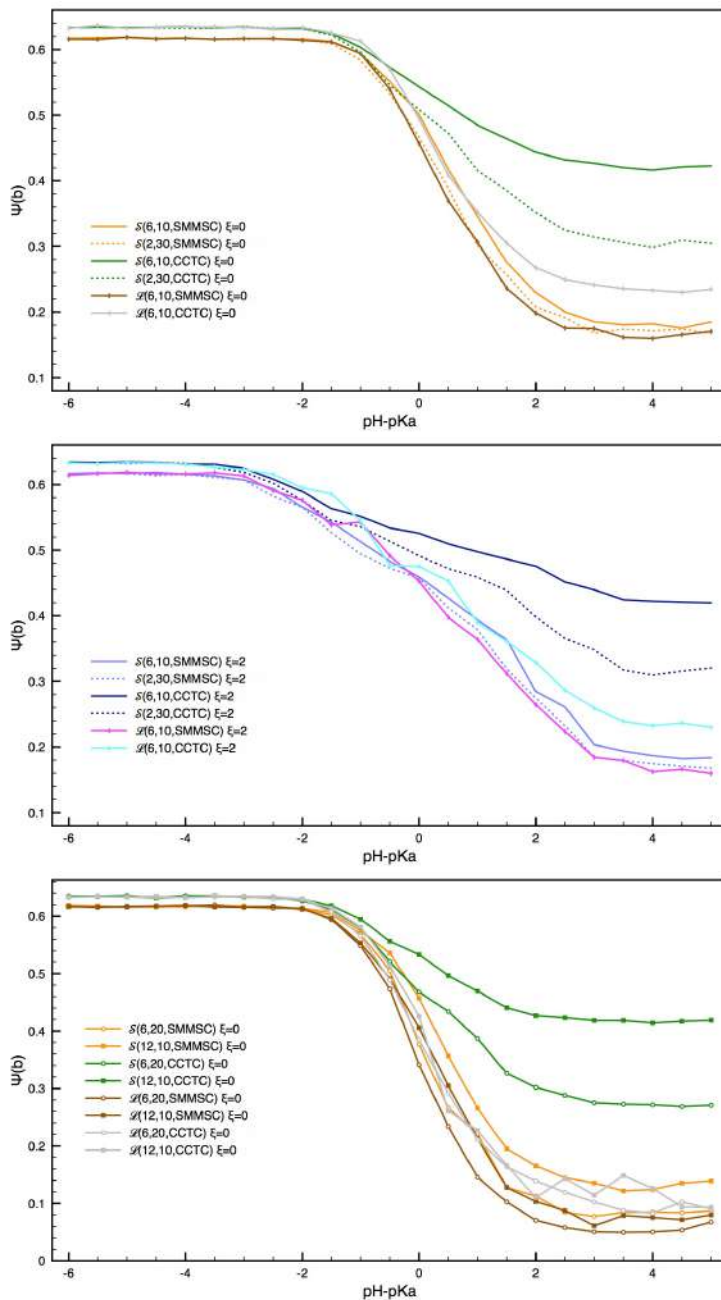 0.6
0.5
0.4
0.3
0.2
0.1
Ψ(b)
𝒮(6,10,SMMSC) ξ=0
𝒮(2,30,SMMSC) ξ=0
𝒮(6,10,CCTC) ξ=0
𝒮(2,30,CCTC) ξ=0
ℒ(6,10,SMMSC) ξ=0
ℒ(6,10,CCTC) ξ=0
-6 -4 -2 0 2 4
pH-pKa
0.6
0.5
0.4
0.3
0.2
0.1
Ψ(b)
𝒮(6,10,SMMSC) ξ=2
𝒮(2,30,SMMSC) ξ=2
𝒮(6,10,CCTC) ξ=2
𝒮(2,30,CCTC) ξ=2
ℒ(6,10,SMMSC) ξ=2
ℒ(6,10,CCTC) ξ=2
-6 -4 -2 0 2 4
pH-pKa
0.6
0.5
0.4
0.3
0.2
0.1
0
Ψ(b)
𝒮(6,20,SMMSC) ξ=0
𝒮(12,10,SMMSC) ξ=0
𝒮(6,20,CCTC) ξ=0
𝒮(12,10,CCTC) ξ=0
ℒ(6,20,SMMSC) ξ=0
ℒ(12,10,SMMSC) ξ=0
ℒ(6,20,CCTC) ξ=0
ℒ(12,10,CCTC) ξ=0
-6 -4 -2 0 2 4
pH-pKa